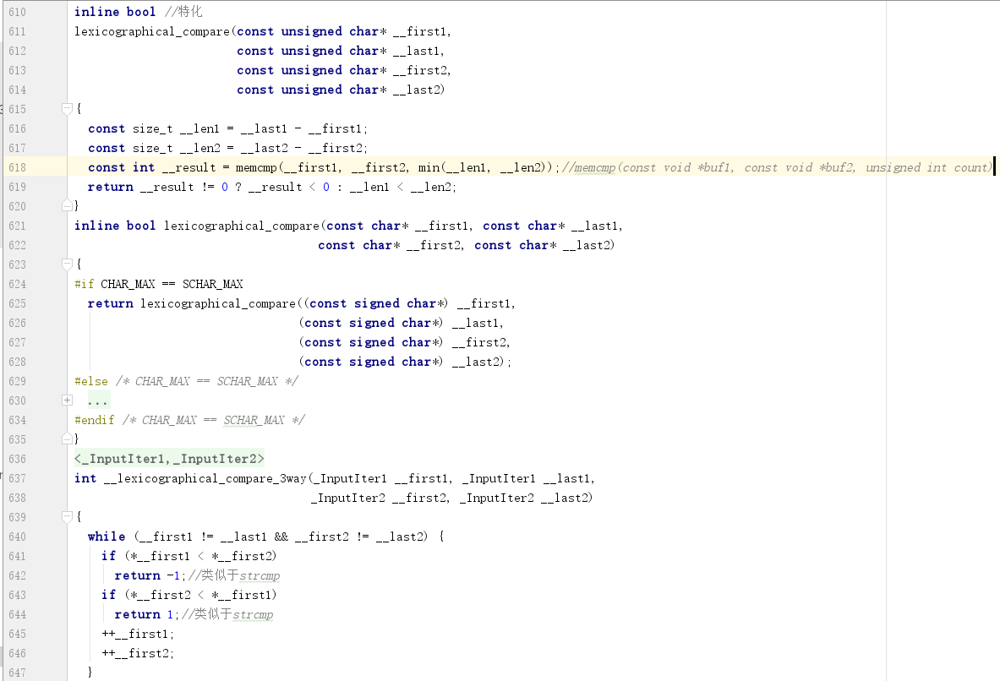 610 inline bool //特化
611 lexicographical_compare(const unsigned char* __first1,
612 const unsigned char* __last1,
613 const unsigned char* __first2,
614 const unsigned char* __last2)
615 {
616 const size_t __len1 = __last1 - __first1;
617 const size_t __len2 = __last2 - __first2;
618 const int __result = memcmp(__first1, __first2, min(__len1, __len2));//memcmp(const void *buf1, const void *buf2, unsigned int count)
619 return __result != 0 ? __result < 0 : __len1 < __len2;
620 }
621 inline bool lexicographical_compare(const char* __first1, const char* __last1,
622 const char* __first2, const char* __last2)
623 {
624 #if CHAR_MAX == SCHAR_MAX
625 return lexicographical_compare((const signed char*) __first1,
626 (const signed char*) __last1,
627 (const signed char*) __first2,
628 (const signed char*) __last2);
629 #else /* CHAR_MAX == SCHAR_MAX */
630 ...
634 #endif /* CHAR_MAX == SCHAR_MAX */
635 }
636 <_InputIter1,_InputIter2>
637 int __lexicographical_compare_3way(_InputIter1 __first1, _InputIter1 __last1,
638 _InputIter2 __first2, _InputIter2 __last2)
639 {
640 while (__first1 != __last1 && __first2 != __last2) {
641 if (*__first1 < *__first2)
642 return -1;//类似于strcmp
643 if (*__first2 < *__first1)
644 return 1;//类似于strcmp
645 ++__first1;
646 ++__first2;
647 }